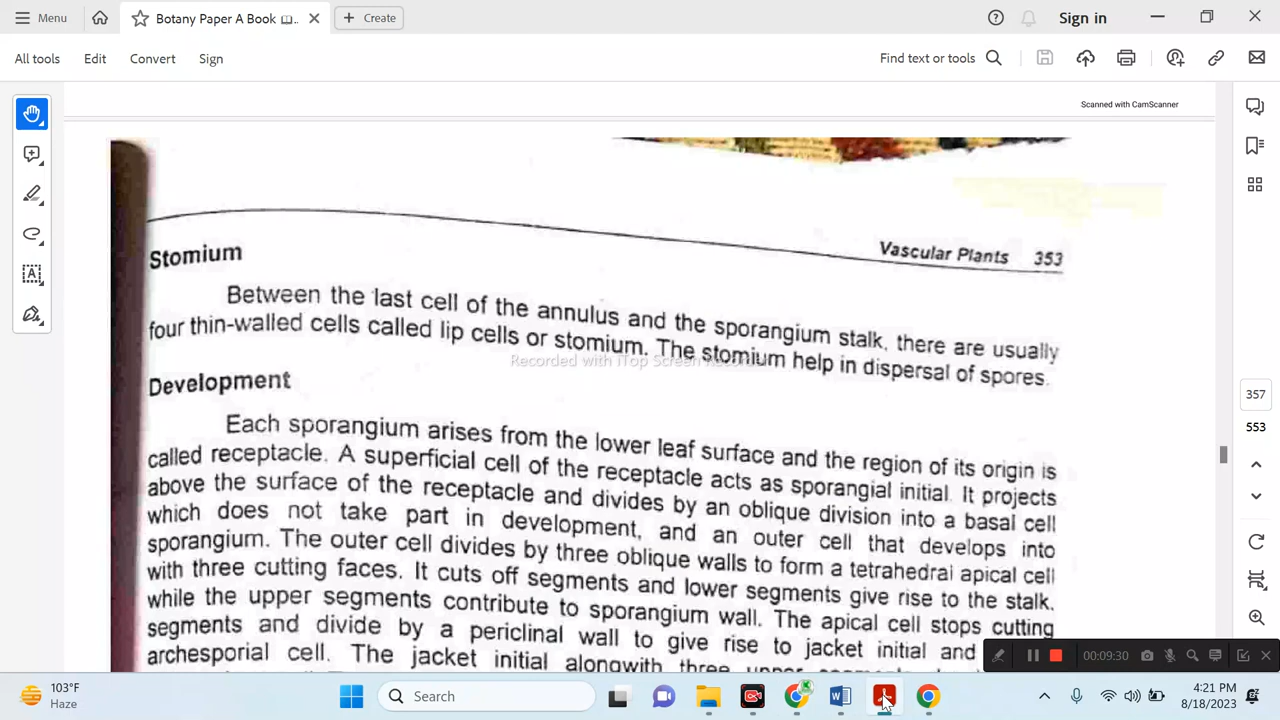 Menu
Botany Paper A Book
Create
Sign in
All tools
Edit
Convert
Sign
Find text or tools
Scanned with CamScanner
Vascular Plants 353
Stomium
Between the last cell of the annulus and the sporangium stalk, there are usually
four thin-walled cells called lip cells or stomium. The stomium help in dispersal of spores.
Recorded with iTop Screen Recorder
Development
Each sporangium arises from the lower leaf surface and the region of its origin is
called receptacle. A superficial cell of the receptacle acts as sporangial initial. It projects
above the surface of the receptacle and divides by an oblique division into a basal cell
which does not take part in development, and an outer cell that develops into
sporangium. The outer cell divides by three oblique walls to form a tetrahedral apical cell
with three cutting faces. It cuts off segments and lower segments give rise to the stalk.
while the upper segments contribute to sporangium wall. The apical cell stops cutting
segments and divide by a periclinal wall to give rise to jacket initial and
archesporial cell. The jacket initial alongwith three upper
357
553
00:09:30
103°F
Haze
Search
4:21 PM
8/18/2023